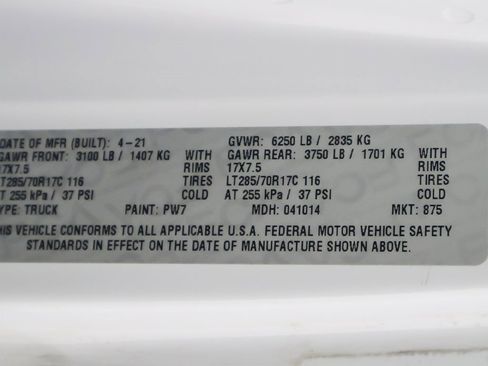 DATE OF MFR (BUILT): 4-21 GVWR: 6250 LB / 2835 KG
GAWR FRONT: 3100 LB / 1407 KG WITH GAWR REAR: 3750 LB / 1701 KG WITH
17X7.5 RIMS 17X7.5 RIMS
LT285/70R17C 116 TIRES LT285/70R17C 116 TIRES
AT 255 kPa / 37 PSI COLD AT 255 kPa / 37 PSI COLD
TYPE: TRUCK PAINT: PW7 MDH: 041014 MKT: 875
THIS VEHICLE CONFORMS TO ALL APPLICABLE U.S.A. FEDERAL MOTOR VEHICLE SAFETY
STANDARDS IN EFFECT ON THE DATE OF MANUFACTURE SHOWN ABOVE.